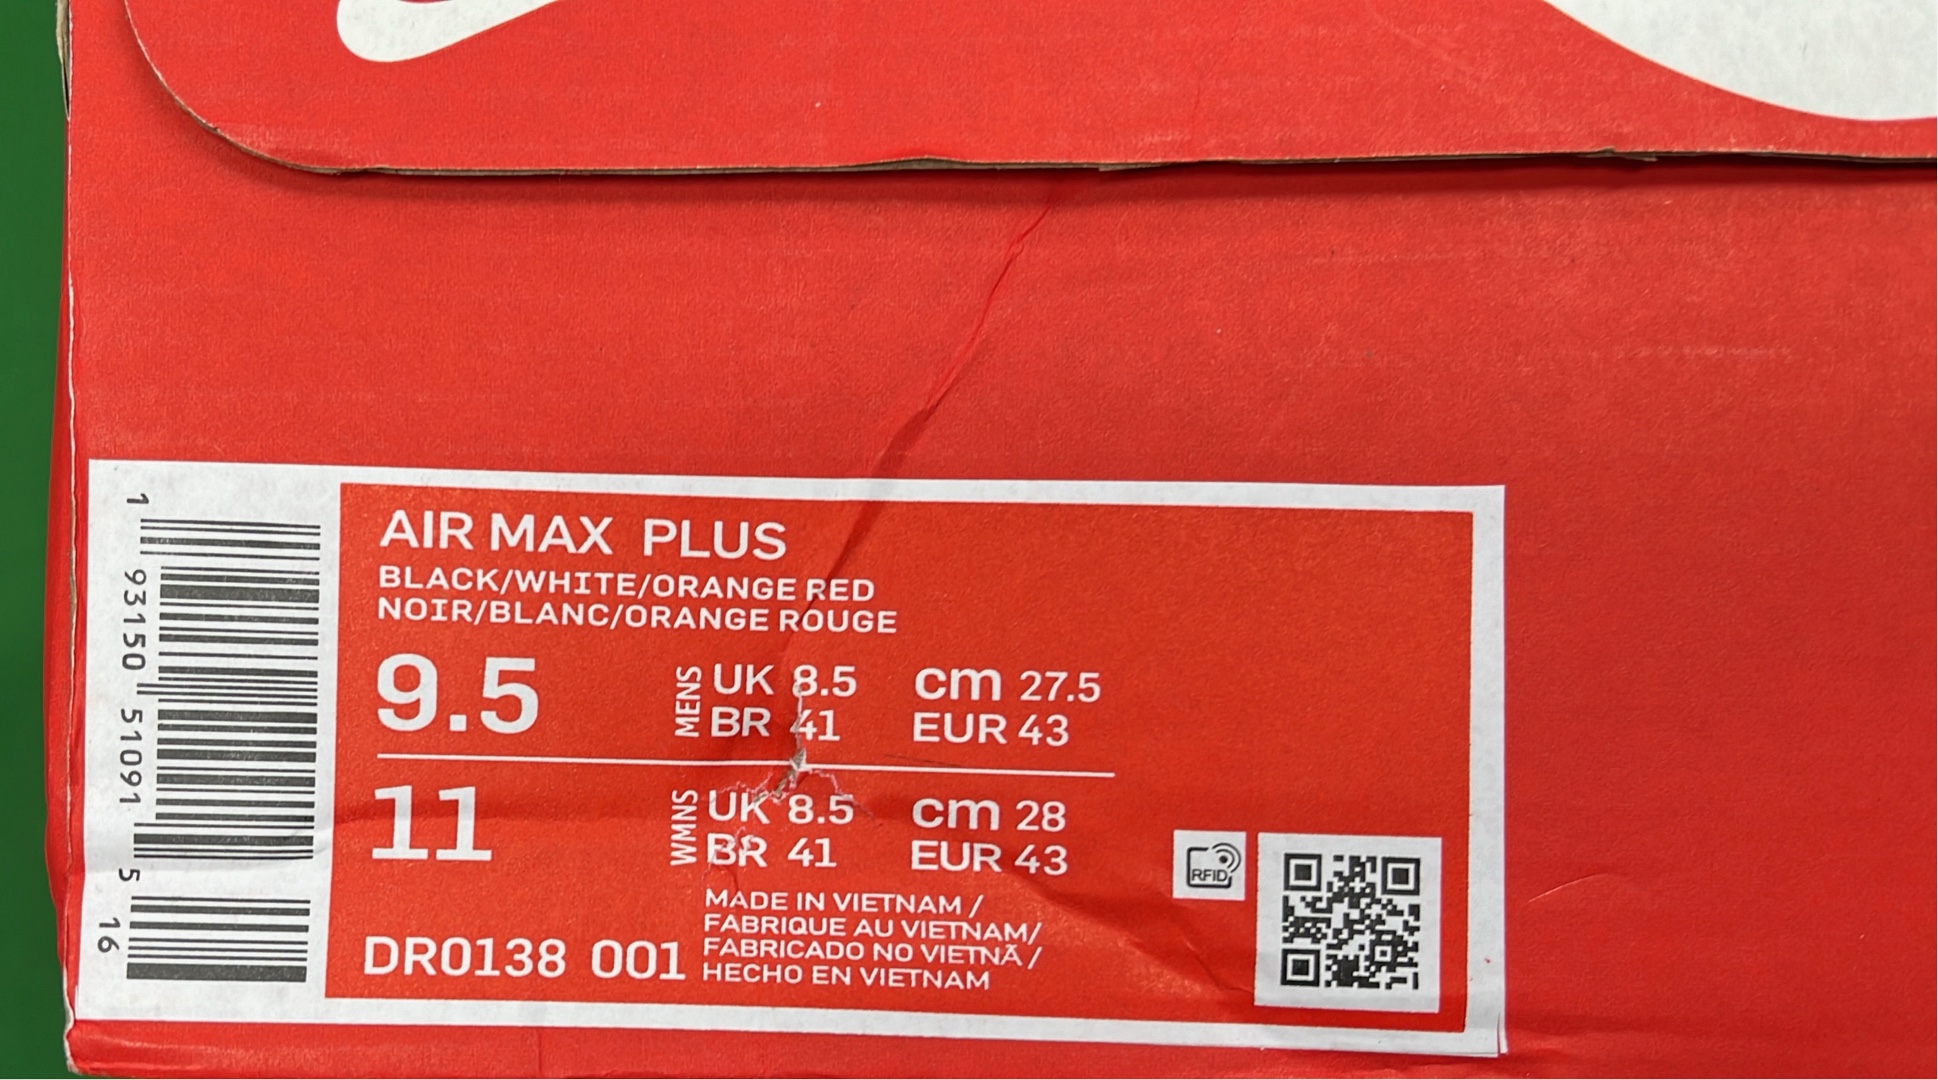 AIR MAX PLUS
BLACK/WHITE/ORANGE RED
NOIR/BLANC/ORANGE ROUGE
9.5 MENS UK 8.5 cm 27.5
BR 41 EUR 43
11 WMNS UK 8.5 cm 28
BR 41 EUR 43
MADE IN VIETNAM /
FABRIQUE AU VIETNAM/
FABRICADO NO VIETNÃ /
HECHO EN VIETNAM
DR0138 001
RFID
1 93150 51091 5 16